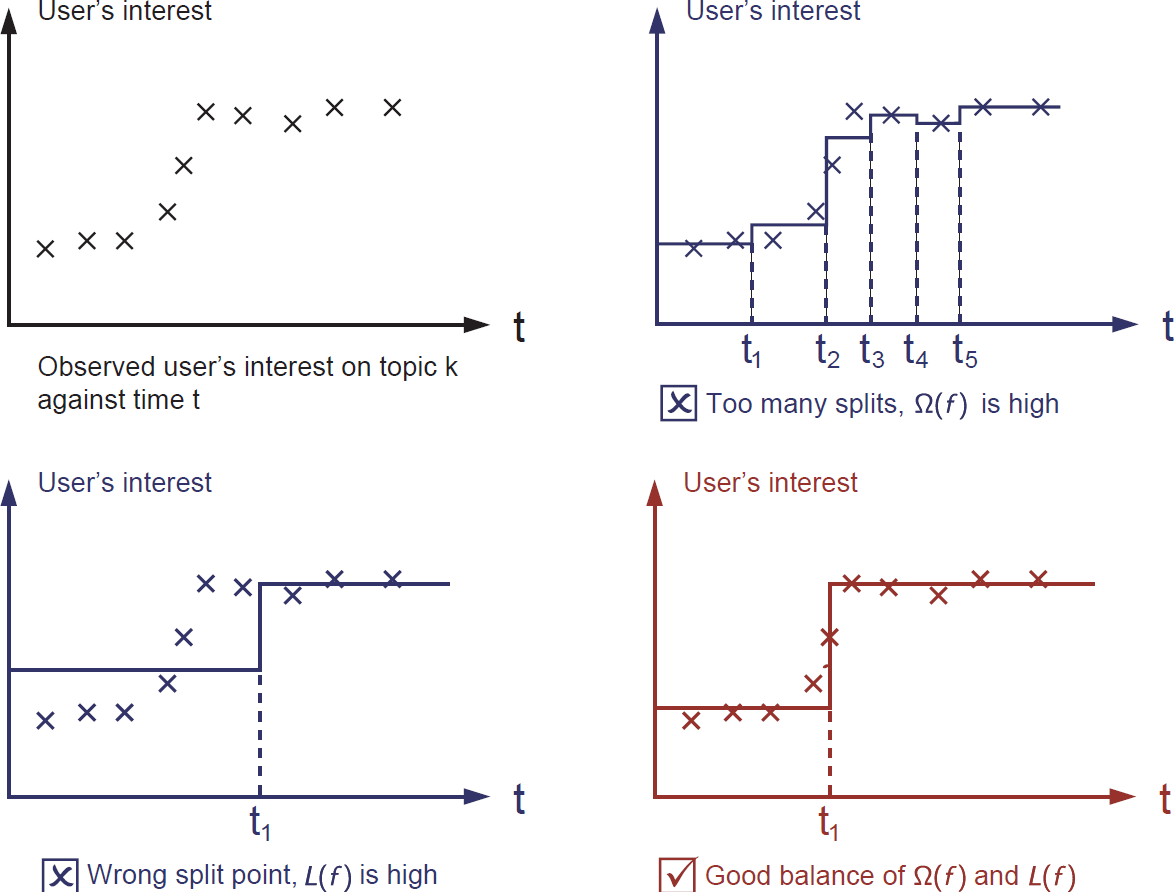 User's interest
t
Observed user's interest on topic k
against time t
User's interest
t
t₁ t₂ t₃ t₄ t₅
Too many splits, Ω(f) is high
User's interest
t
t₁
Wrong split point, L(f) is high
User's interest
t
t₁
Good balance of Ω(f) and L(f)